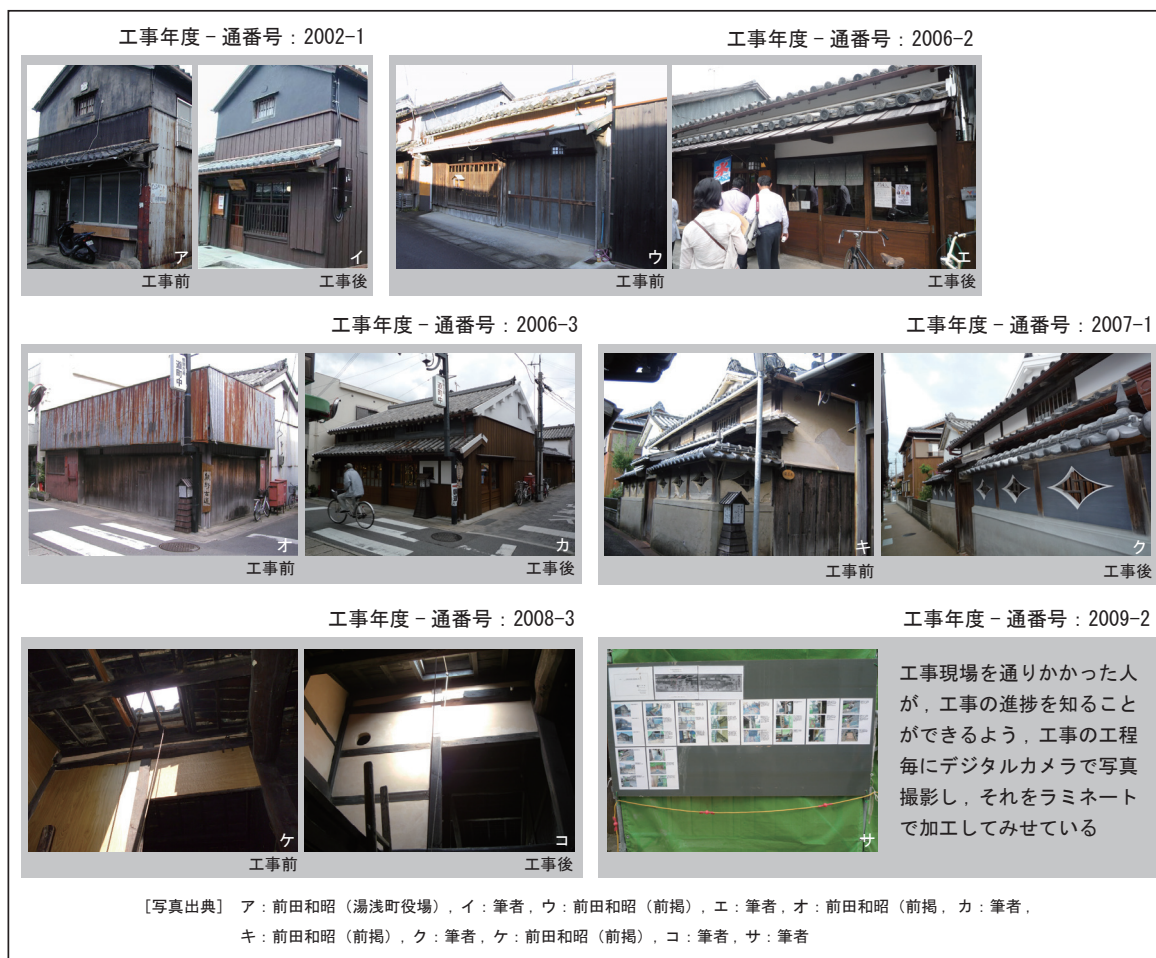 工事年度 – 通番号 : 2002-1
工事年度 – 通番号 : 2006-2
ア
イ
ウ
エ
工事前
工事後
工事前
工事後
工事年度 – 通番号 : 2006-3
工事年度 – 通番号 : 2007-1
オ
カ
キ
ク
工事前
工事後
工事前
工事後
工事年度 – 通番号 : 2008-3
工事年度 – 通番号 : 2009-2
工事現場を通りかかった人
が , 工事の進捗を知ること
ができるよう , 工事の工程
毎にデジタルカメラで写真
撮影し , それをラミネート
で加工してみせている
ケ
コ
サ
工事前
工事後
[写真出典] ア : 前田和昭（湯浅町役場）, イ : 筆者 , ウ : 前田和昭（前掲）, エ : 筆者 , オ : 前田和昭（前掲 , カ : 筆者 ,
キ : 前田和昭（前掲）, ク : 筆者 , ケ : 前田和昭（前掲）, コ : 筆者 , サ : 筆者